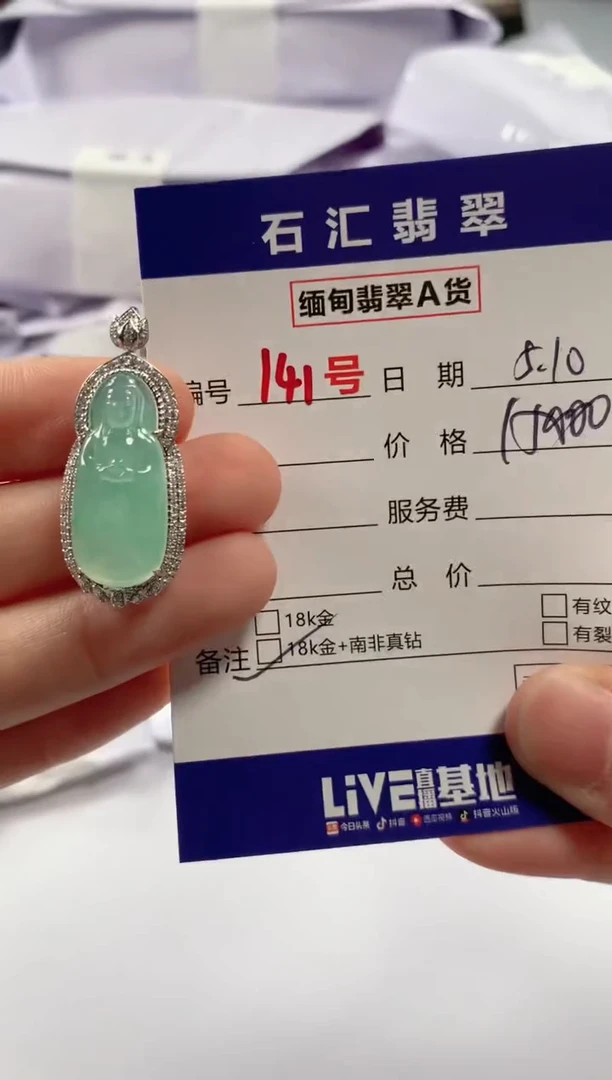 石汇翡翠
缅甸翡翠A货
编号 141号 日期 5.10
价格
服务费
总价
18k金
有纹
备注 18k金+南非真钻
有裂
LiVE直播基地
今日头条 抖音 西瓜视频 抖音火山版